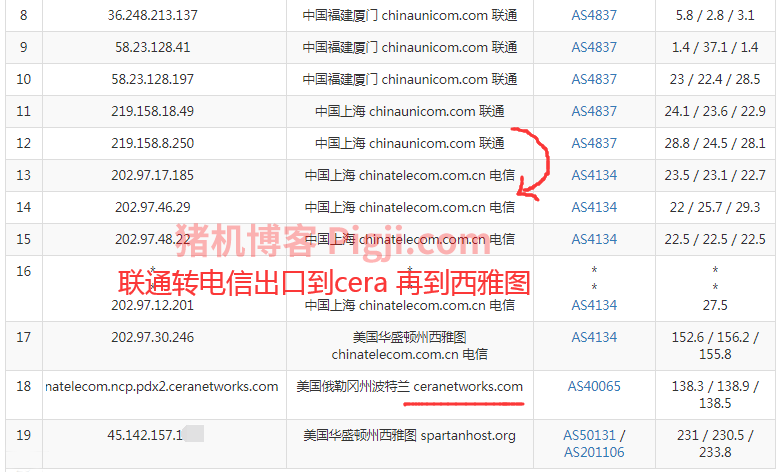 8 36.248.213.137 中国福建厦门 chinaunicom.com 联通 AS4837 5.8 / 2.8 / 3.1
9 58.23.128.41 中国福建厦门 chinaunicom.com 联通 AS4837 1.4 / 37.1 / 1.4
10 58.23.128.197 中国福建厦门 chinaunicom.com 联通 AS4837 23 / 22.4 / 28.5
11 219.158.18.49 中国上海 chinaunicom.com 联通 AS4837 24.1 / 23.6 / 22.9
12 219.158.8.250 中国上海 chinaunicom.com 联通 AS4837 28.8 / 24.5 / 28.1
13 202.97.17.185 中国上海 chinatelecom.com.cn 电信 AS4134 23.5 / 23.1 / 22.7
14 202.97.46.29 中国上海 chinatelecom.com.cn 电信 AS4134 22 / 25.7 / 29.3
15 202.97.48.22 中国上海 chinatelecom.com.cn 电信 AS4134 22.5 / 22.5 / 22.5
猪机博客 Pigji.com
16 * * * *
联通转电信出口到cera 再到西雅图
* *
202.97.12.201 中国上海 chinatelecom.com.cn 电信 AS4134 27.5
17 202.97.30.246 美国华盛顿州西雅图 AS4134 152.6 / 156.2 /
chinatelecom.com.cn 电信 155.8
18 natelecom.ncp.pdx2.ceranetworks.com 美国俄勒冈州波特兰 ceranetworks.com AS40065 138.3 / 138.9 /
138.5
19 45.142.157.1 美国华盛顿州西雅图 spartanhost.org AS50131 / 231 / 230.5 /
AS201106 233.8